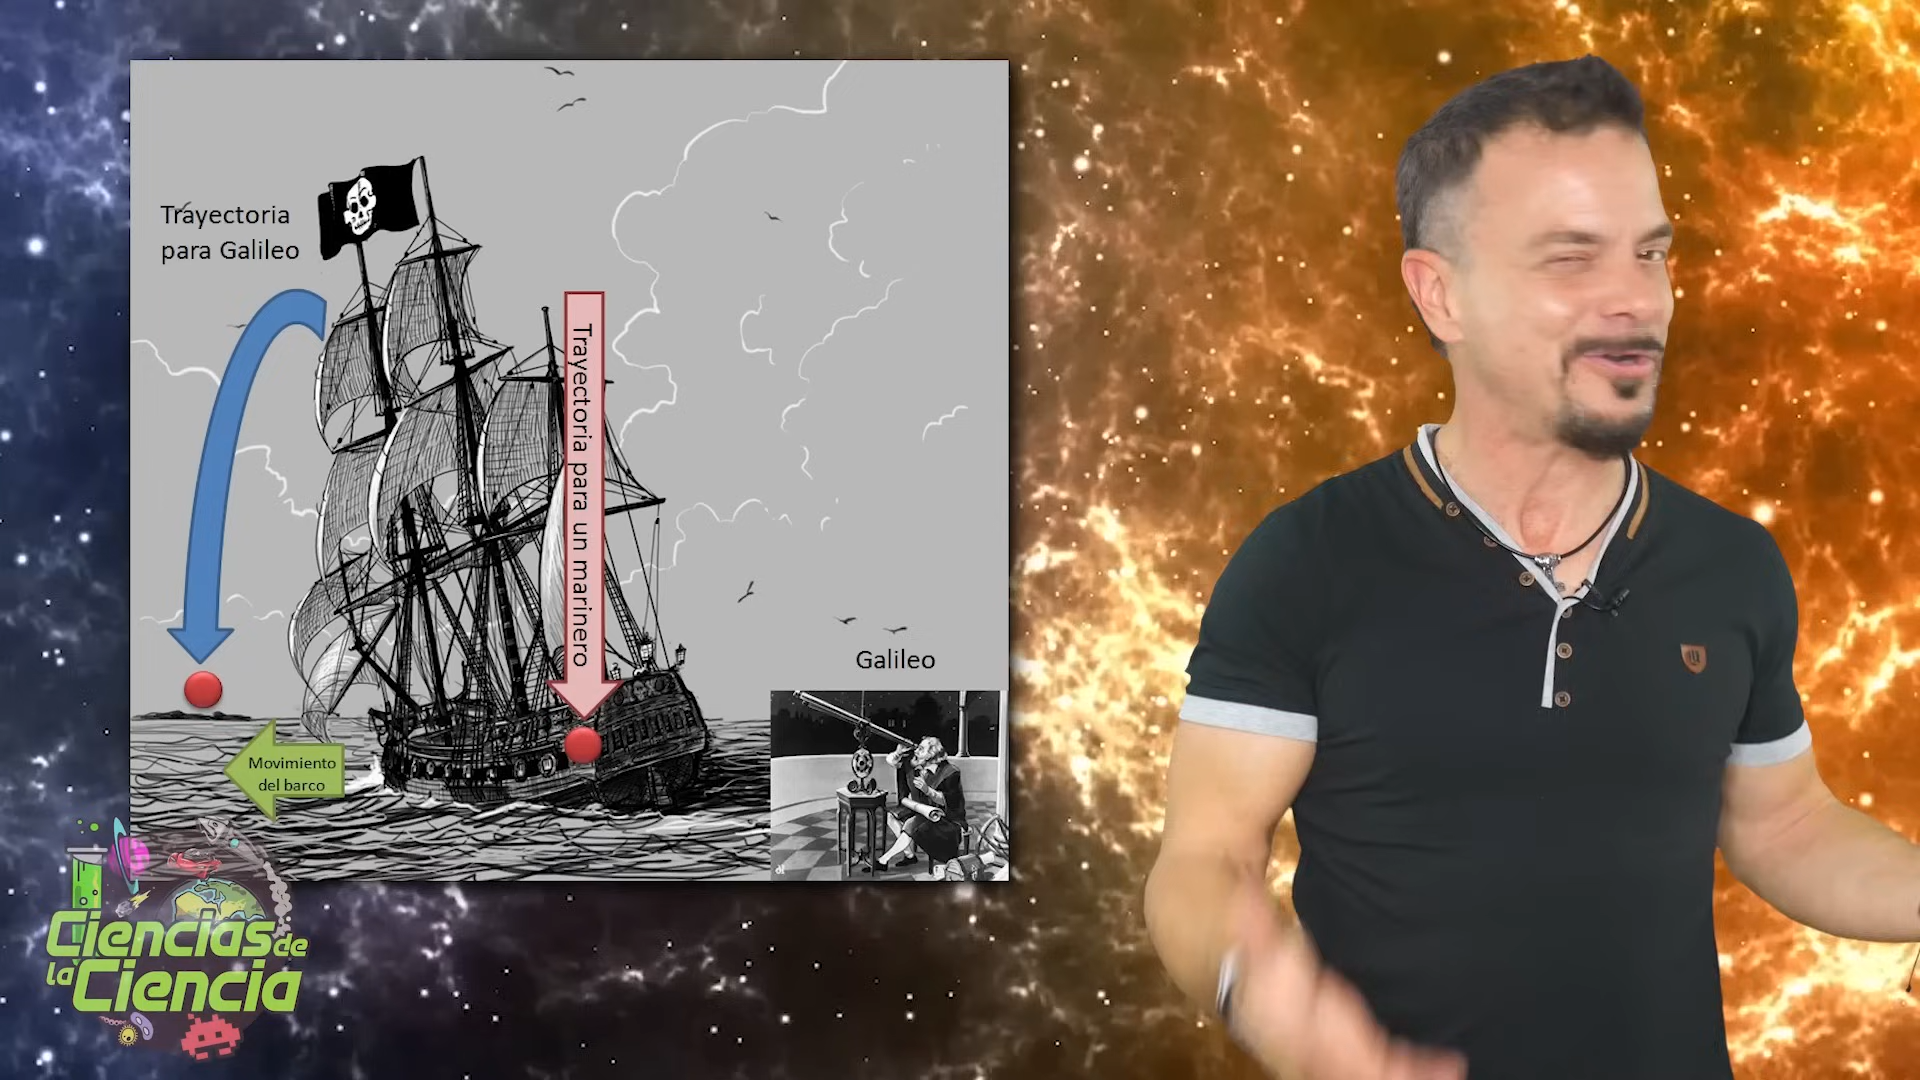 Trayectoria
para Galileo
Trayectoria para un marinero
Galileo
Movimiento
del barco
Ciencias de
la Ciencia